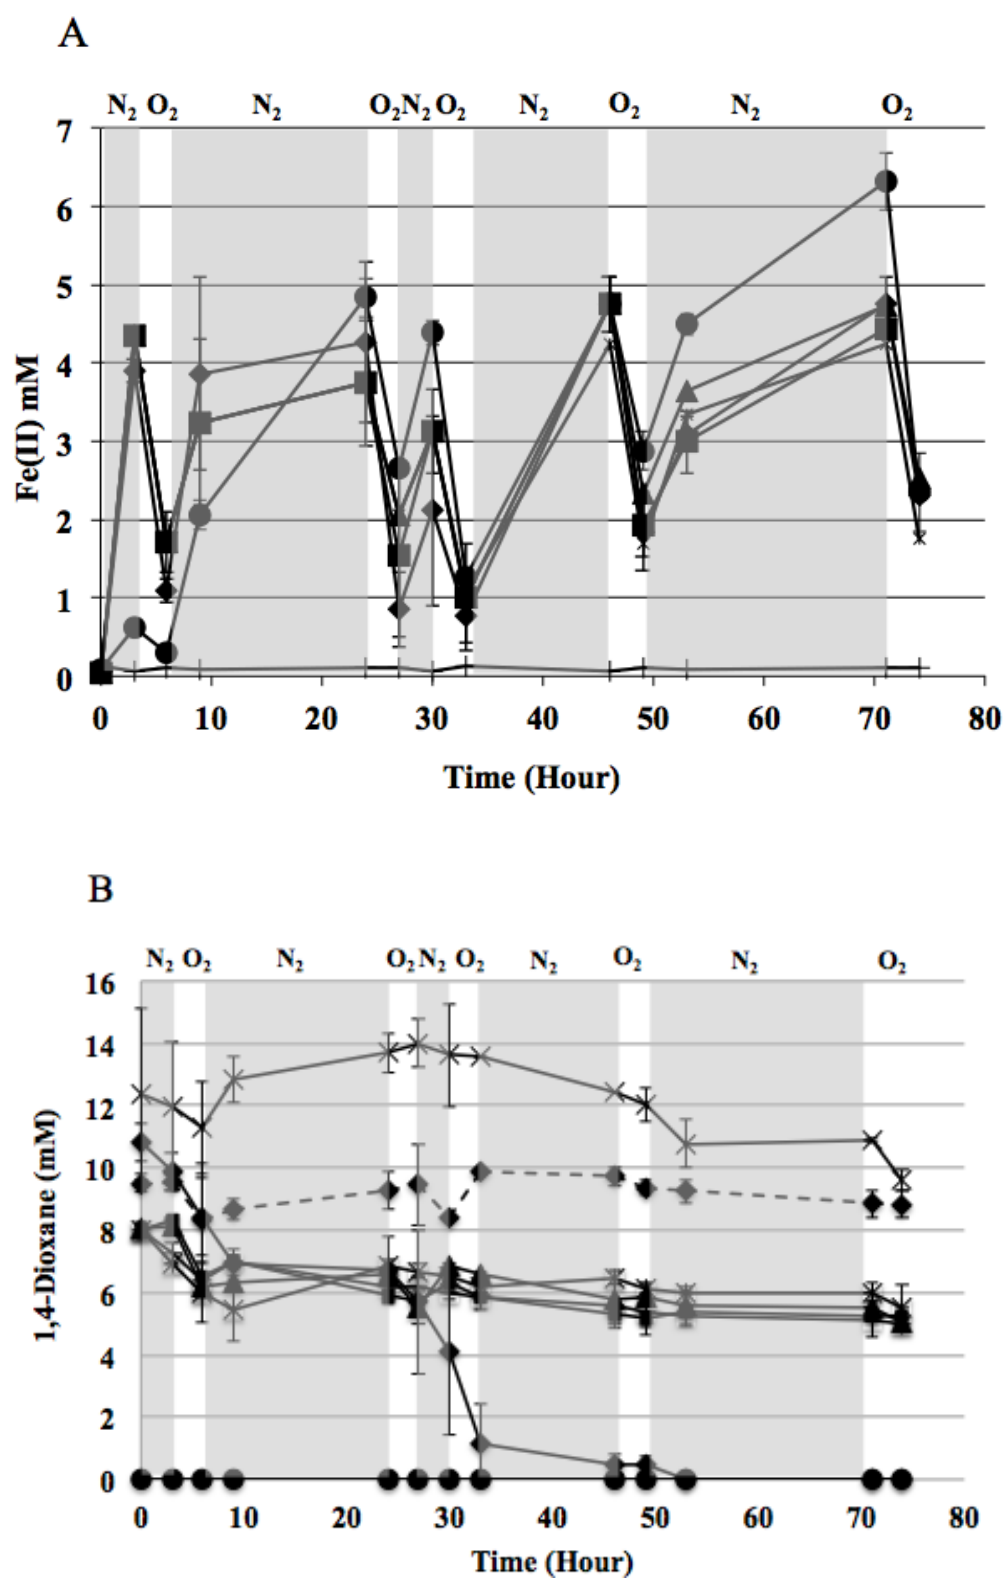 A
N₂ O₂ N₂ O₂ N₂ O₂ N₂ O₂ N₂ O₂
7
6
5
4
3
2
1
0
Fe(II) mM
0 10 20 30 40 50 60 70 80
Time (Hour)
B
N₂ O₂ N₂ O₂ N₂ O₂ N₂ O₂ N₂ O₂
16
14
12
10
8
6
4
2
0
1,4-Dioxane (mM)
0 10 20 30 40 50 60 70 80
Time (Hour)